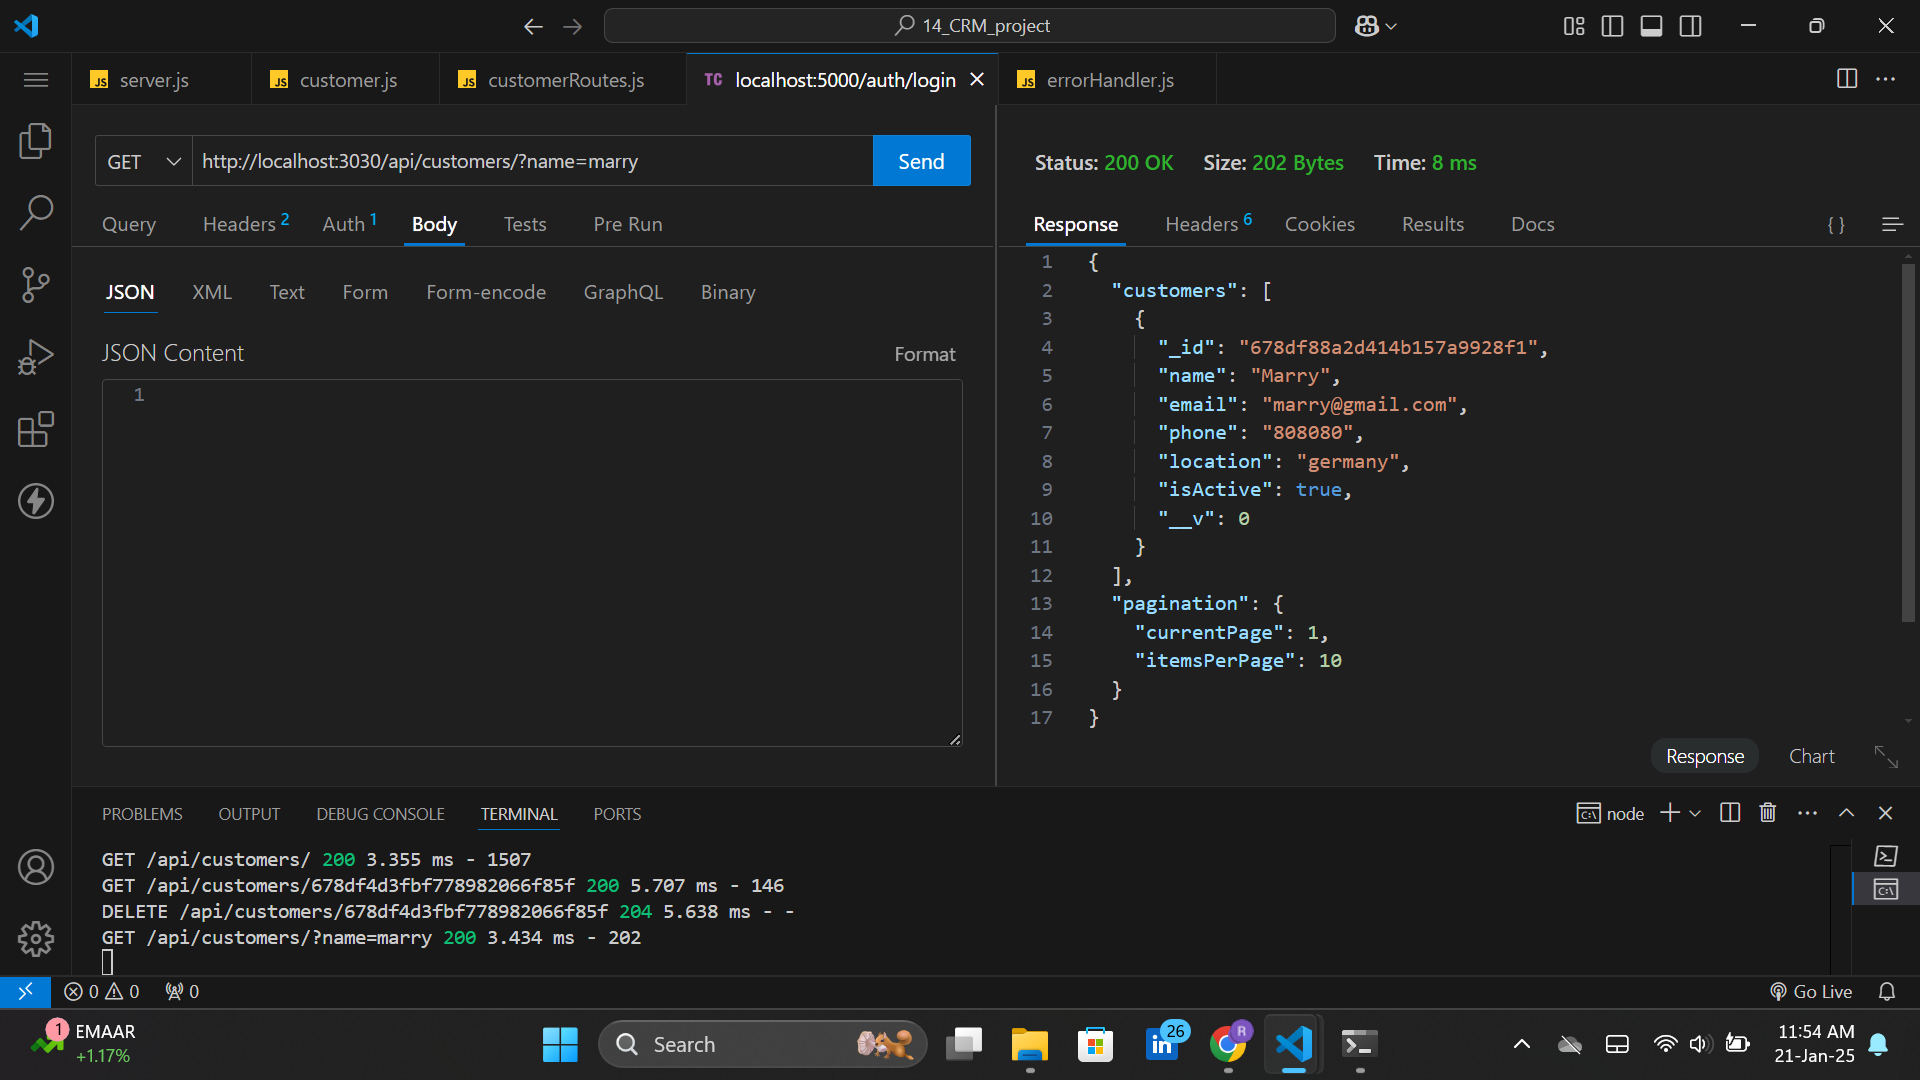 14_CRM_project
JS server.js
JS customer.js
JS customerRoutes.js
TC localhost:5000/auth/login
JS errorHandler.js
GET http://localhost:3030/api/customers/?name=marry Send
Query Headers 2 Auth 1 Body Tests Pre Run
JSON XML Text Form Form-encode GraphQL Binary
JSON Content Format
1
Status: 200 OK Size: 202 Bytes Time: 8 ms
Response Headers 6 Cookies Results Docs { }
1 {
2 "customers": [
3 {
4 "_id": "678df88a2d414b157a9928f1",
5 "name": "Marry",
6 "email": "marry@gmail.com",
7 "phone": "808080",
8 "location": "germany",
9 "isActive": true,
10 "__v": 0
11 }
12 ],
13 "pagination": {
14 "currentPage": 1,
15 "itemsPerPage": 10
16 }
17 }
Response Chart
PROBLEMS OUTPUT DEBUG CONSOLE TERMINAL PORTS
node
GET /api/customers/ 200 3.355 ms - 1507
GET /api/customers/678df4d3fbf778982066f85f 200 5.707 ms - 146
DELETE /api/customers/678df4d3fbf778982066f85f 204 5.638 ms - -
GET /api/customers/?name=marry 200 3.434 ms - 202
0 0 0
Go Live
1 EMAAR
+1.17%
Search
26
R
11:54 AM
21-Jan-25